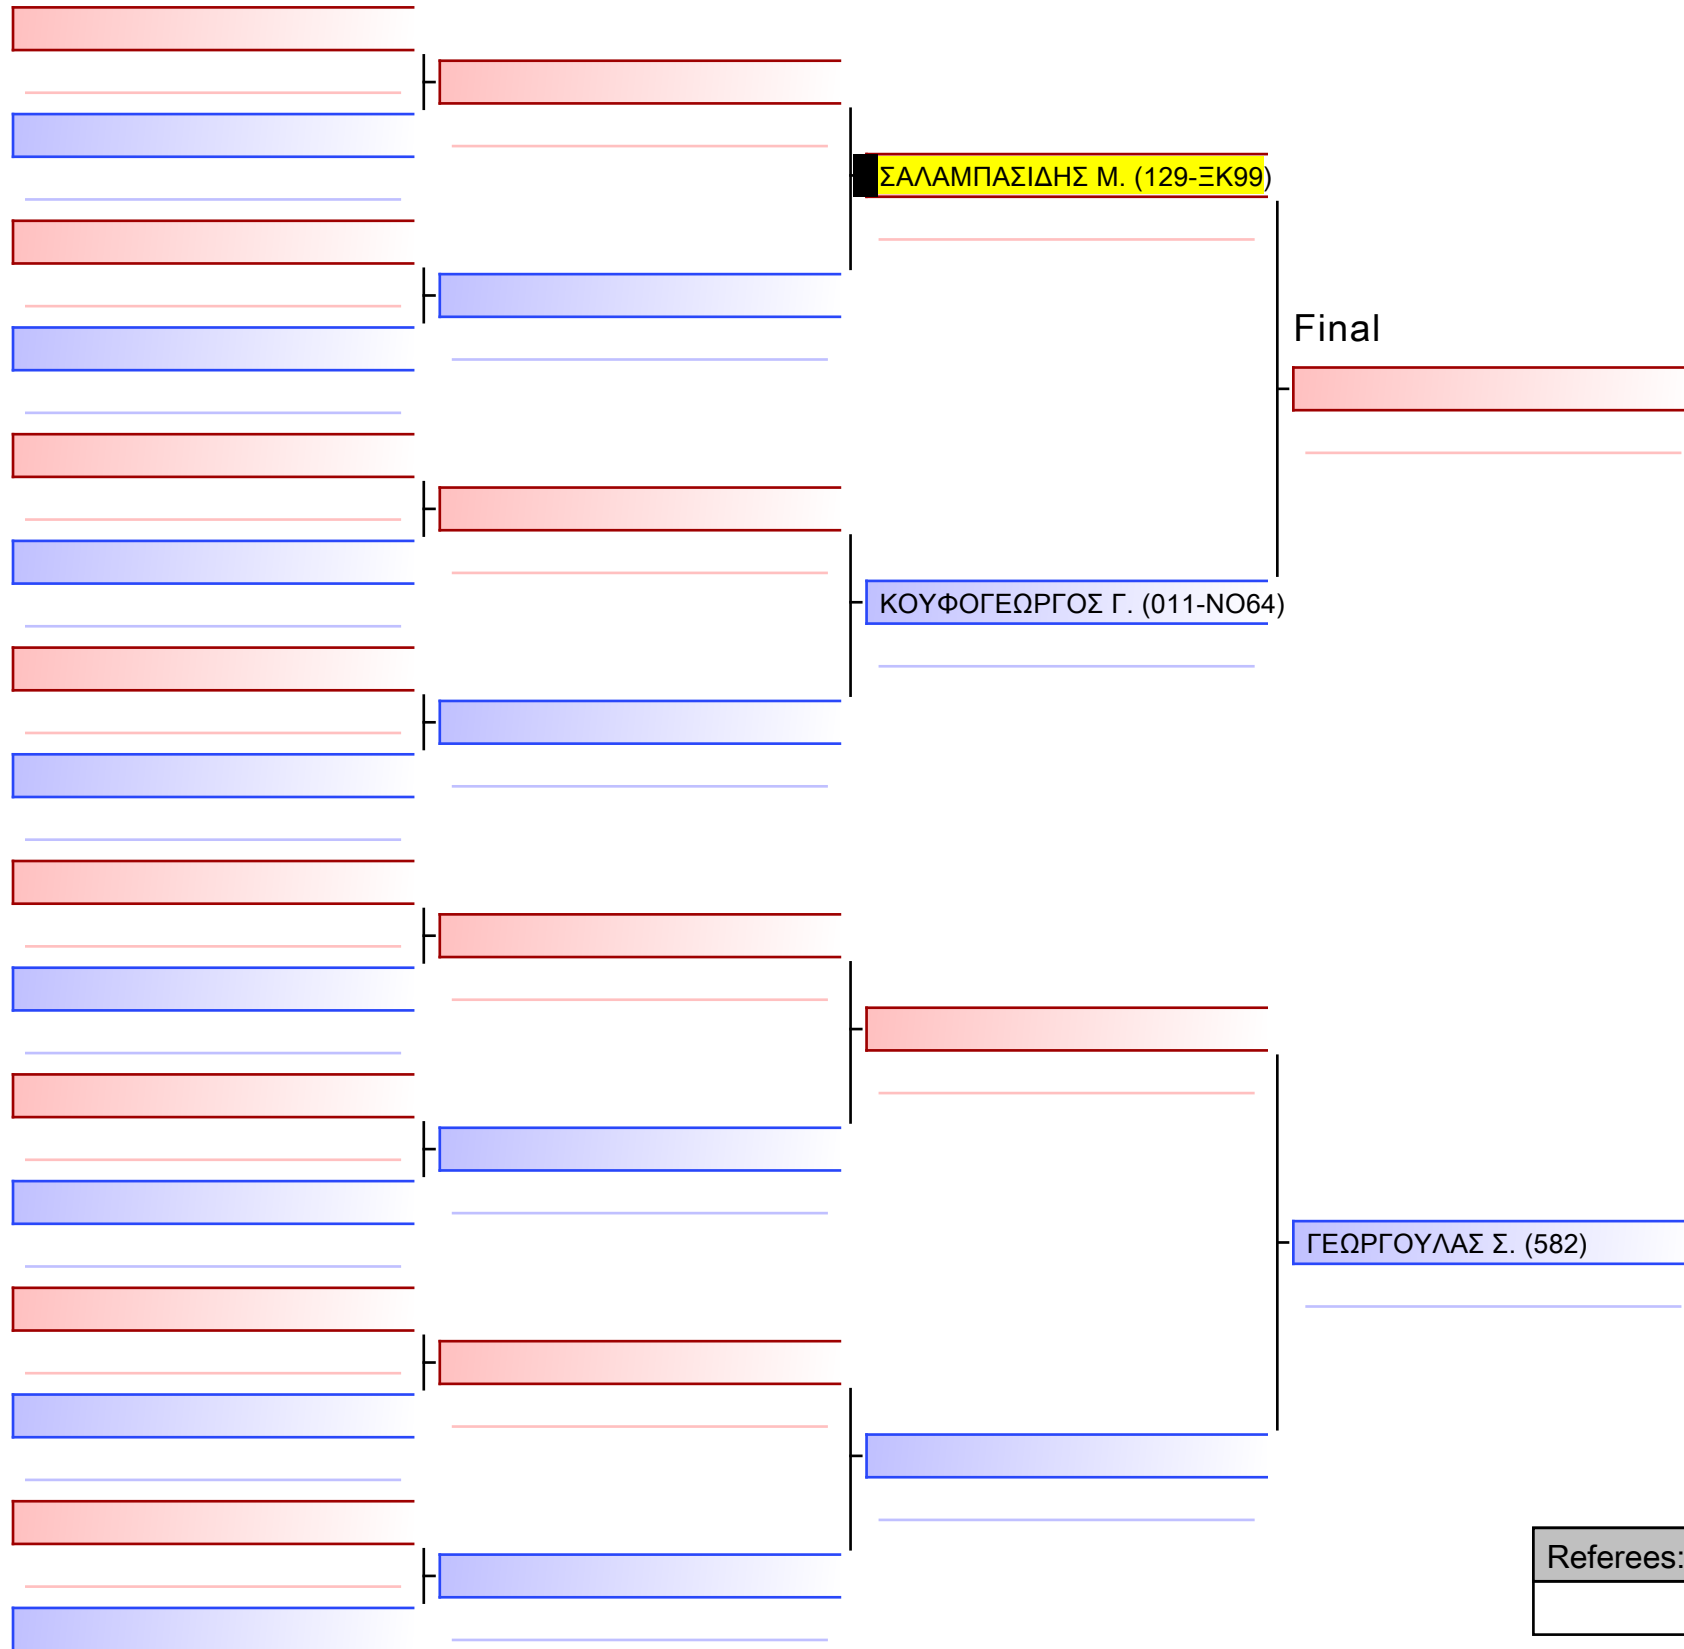 ΣΑΛΑΜΠΑΣΙΔΗΣ Μ. (129-ΞΚ99)
Final
ΚΟΥΦΟΓΕΩΡΓΟΣ Γ. (011-ΝΟ64)
ΓΕΩΡΓΟΥΛΑΣ Σ. (582)
Referees: